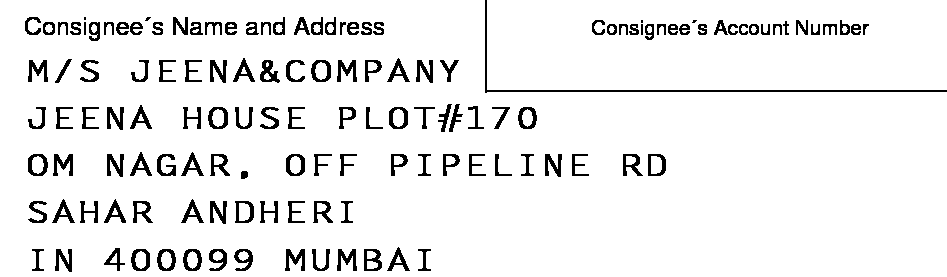 Consignee´s Name and Address
Consignee´s Account Number
M/S JEENA&COMPANY
JEENA HOUSE PLOT#170
OM NAGAR, OFF PIPELINE RD
SAHAR ANDHERI
IN 400099 MUMBAI